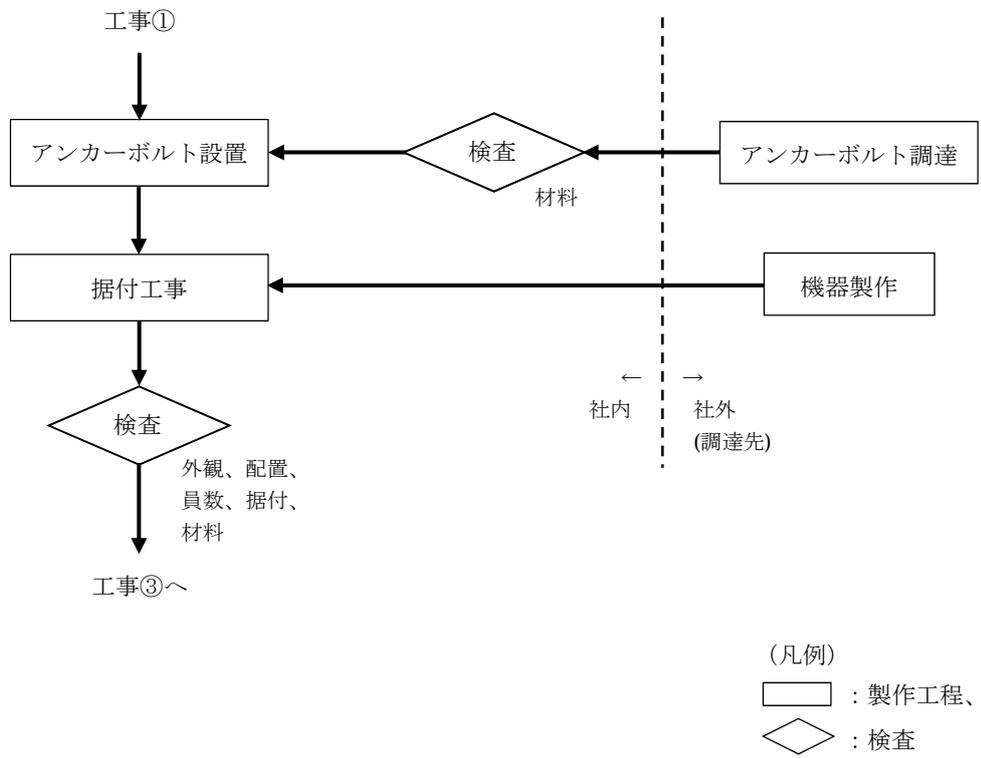 工事①
アンカーボルト設置
検査
アンカーボルト調達
材料
据付工事
機器製作
← →
社内 社外
(調達先)
検査
外観、配置、
員数、据付、
材料
工事③へ
（凡例）
：製作工程、
：検査